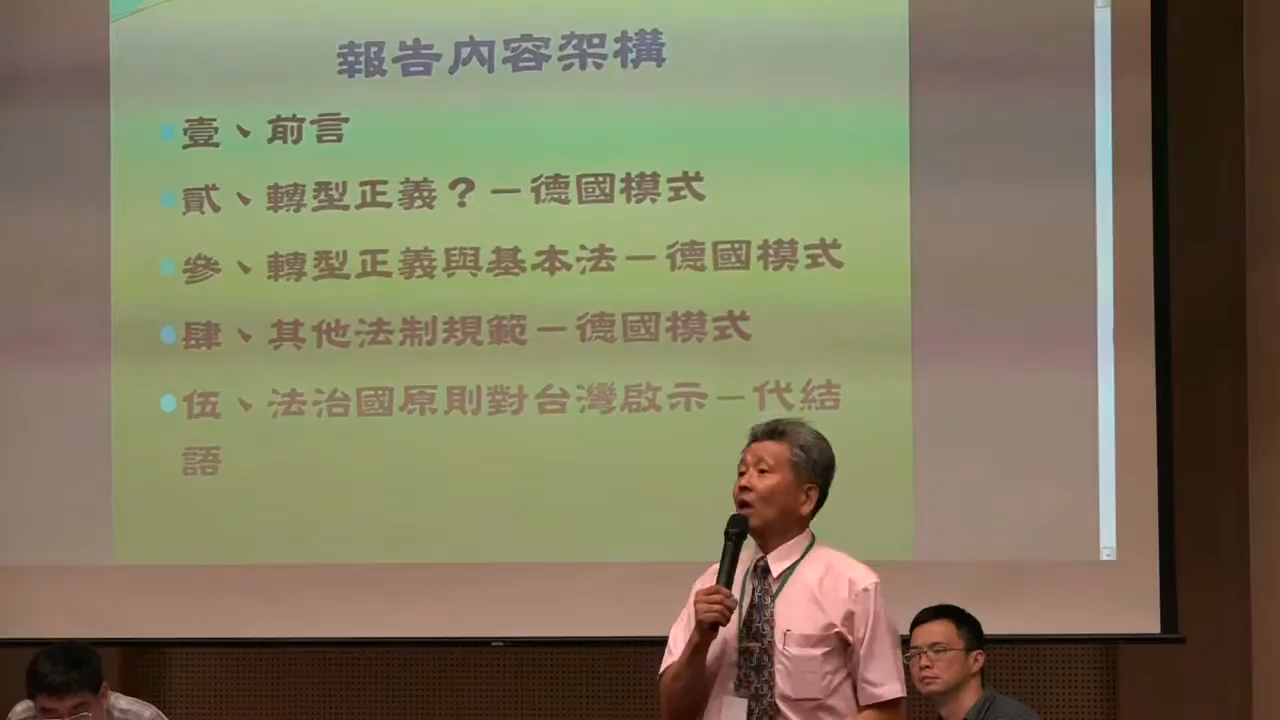 報告內容架構
壹、前言
貳、轉型正義？－德國模式
參、轉型正義與基本法－德國模式
肆、其他法制規範－德國模式
伍、法治國原則對台灣啟示－代結
語